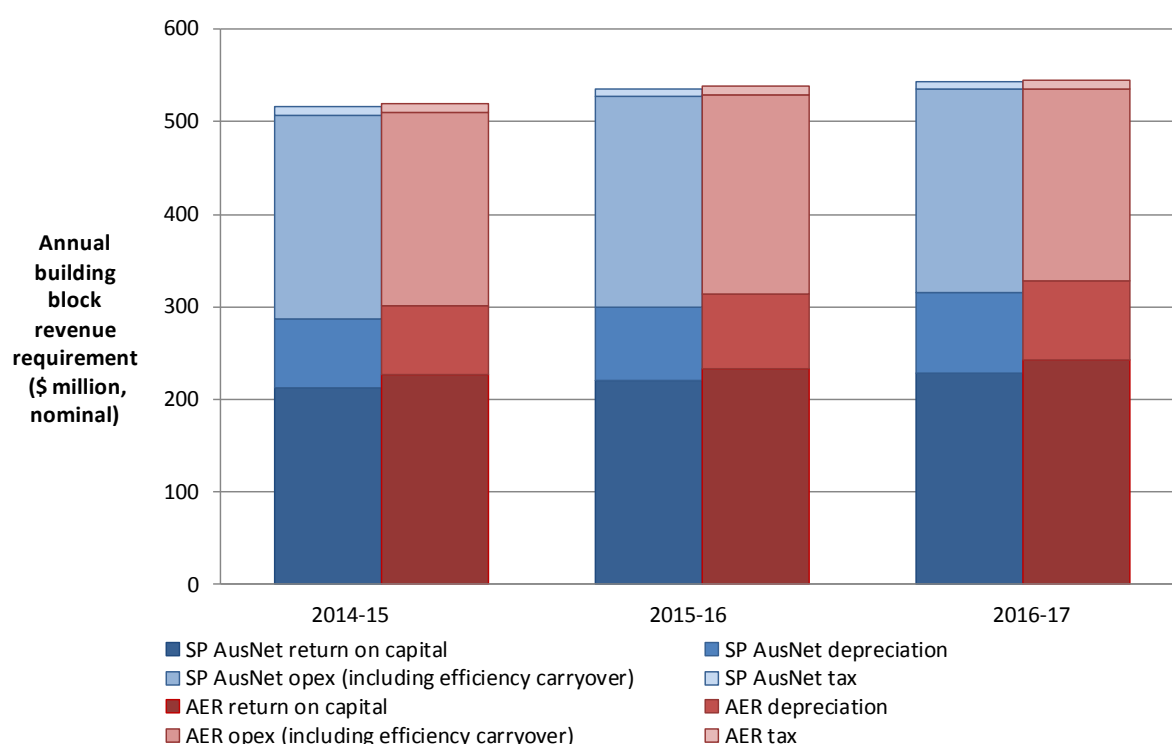 600
500
400
300
200
100
0
Annual
building
block
revenue
requirement
($ million,
nominal)
2014-15 2015-16 2016-17
SP AusNet return on capital SP AusNet depreciation
SP AusNet opex (including efficiency carryover) SP AusNet tax
AER return on capital AER depreciation
AER opex (including efficiency carryover) AER tax